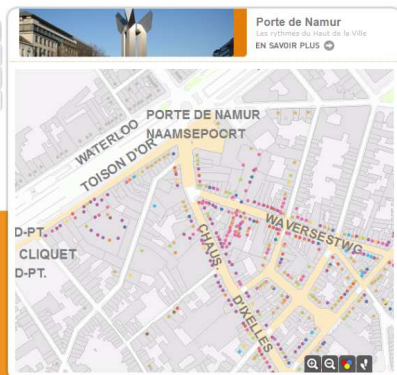 Porte de Namur
Les rythmes du Haut de la Ville
EN SAVOIR PLUS
PORTE DE NAMUR
NAAMSEPOORT
WATERLOO
TOISON D'OR
D-PT.
CLIQUET
D-PT.
CHAUS
D'IXELLES
WAVERSESTWG